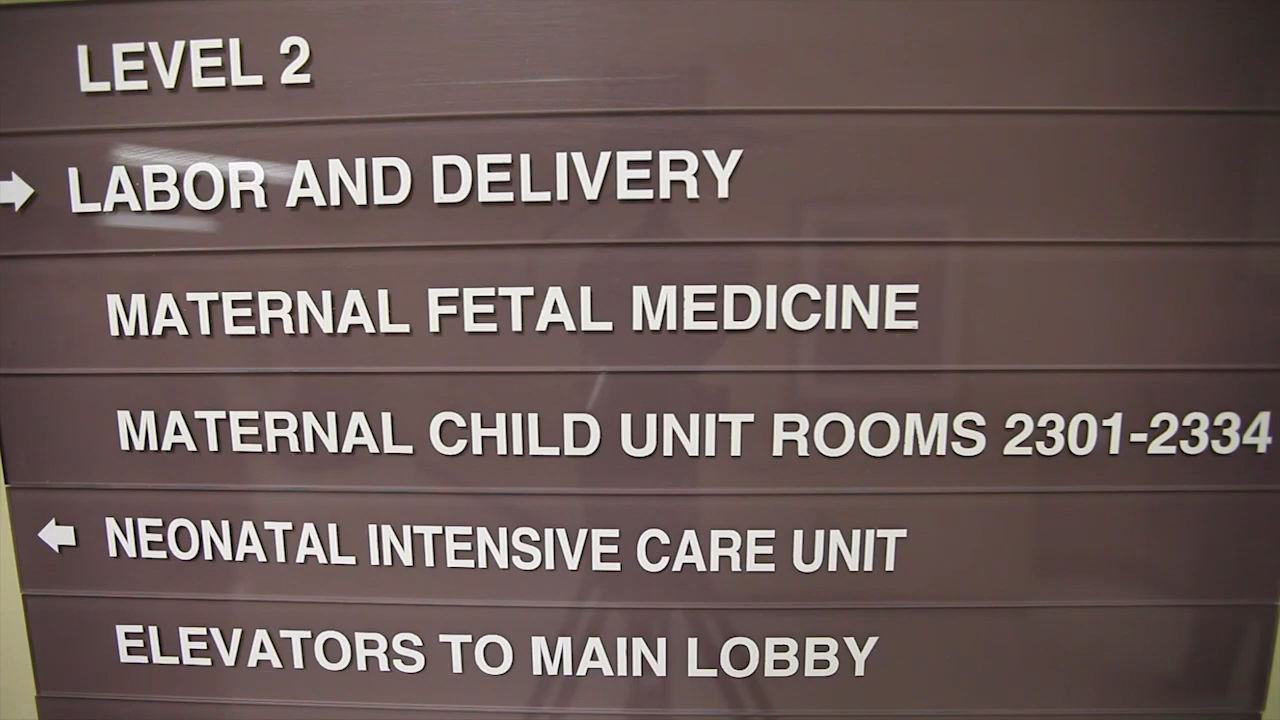 LEVEL 2
LABOR AND DELIVERY
MATERNAL FETAL MEDICINE
MATERNAL CHILD UNIT ROOMS 2301-2334
NEONATAL INTENSIVE CARE UNIT
ELEVATORS TO MAIN LOBBY